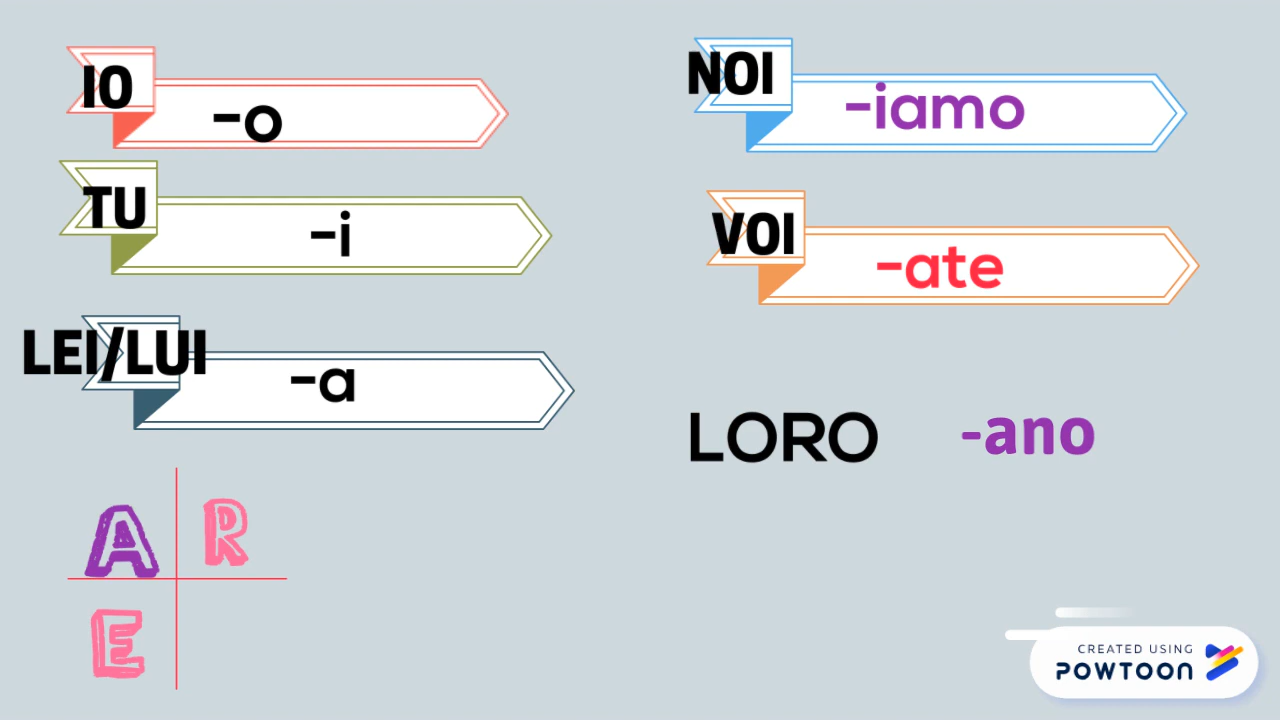 IO
-o
TU
-i
LEI/LUI
-a
NOI
-iamo
VOI
-ate
LORO -ano
A R
E
CREATED USING
POWTOON